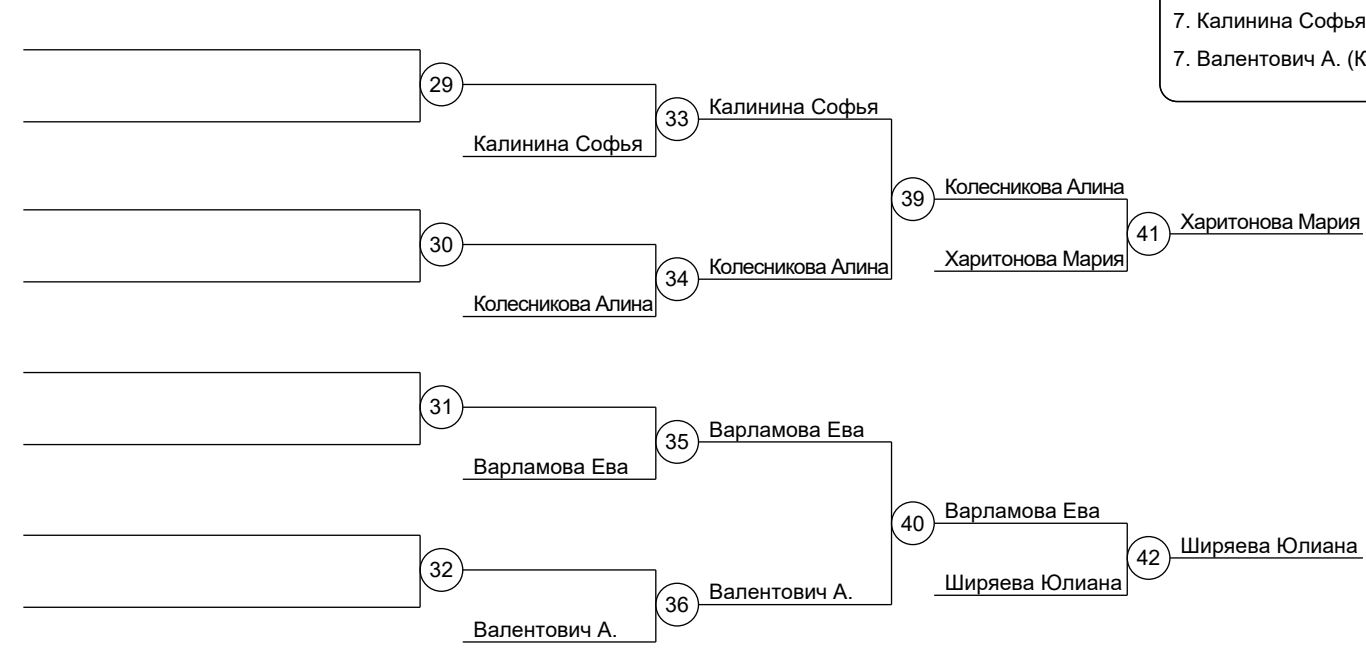 7. Калинина Софья
7. Валентович А. (К
29
33
Калинина Софья
Калинина Софья
39
Колесникова Алина
30
34
Колесникова Алина
Колесникова Алина
41
Харитонова Мария
Харитонова Мария
31
35
Варламова Ева
Варламова Ева
40
Варламова Ева
32
36
Валентович А.
Валентович А.
42
Ширяева Юлиана
Ширяева Юлиана